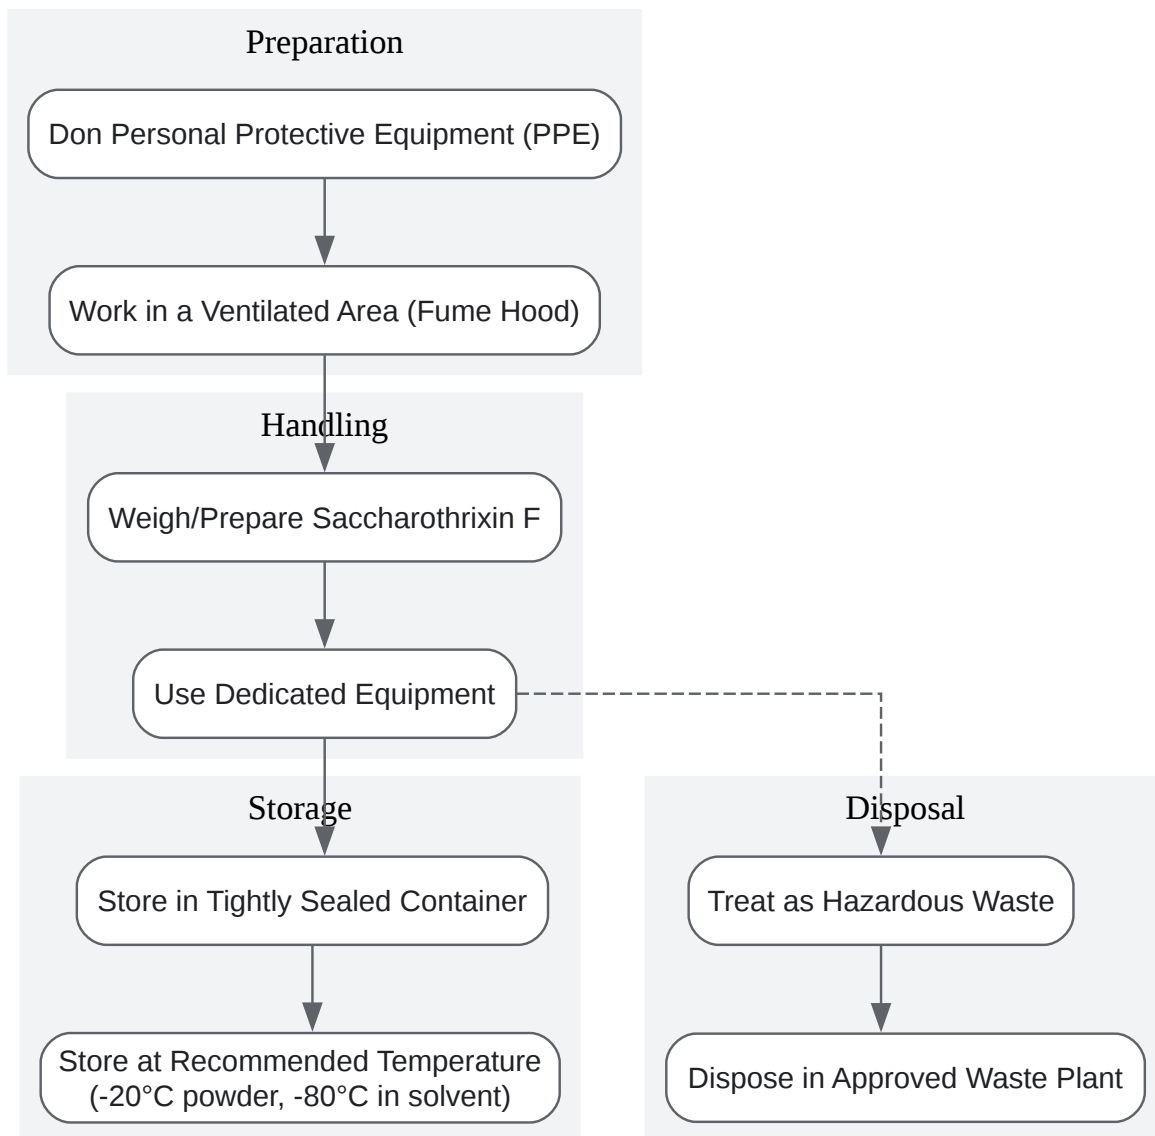 Preparation
Don Personal Protective Equipment (PPE)
Work in a Ventilated Area (Fume Hood)
Handling
Weigh/Prepare Saccharothrixin F
Use Dedicated Equipment
Storage
Store in Tightly Sealed Container
Store at Recommended Temperature
(-20°C powder, -80°C in solvent)
Disposal
Treat as Hazardous Waste
Dispose in Approved Waste Plant